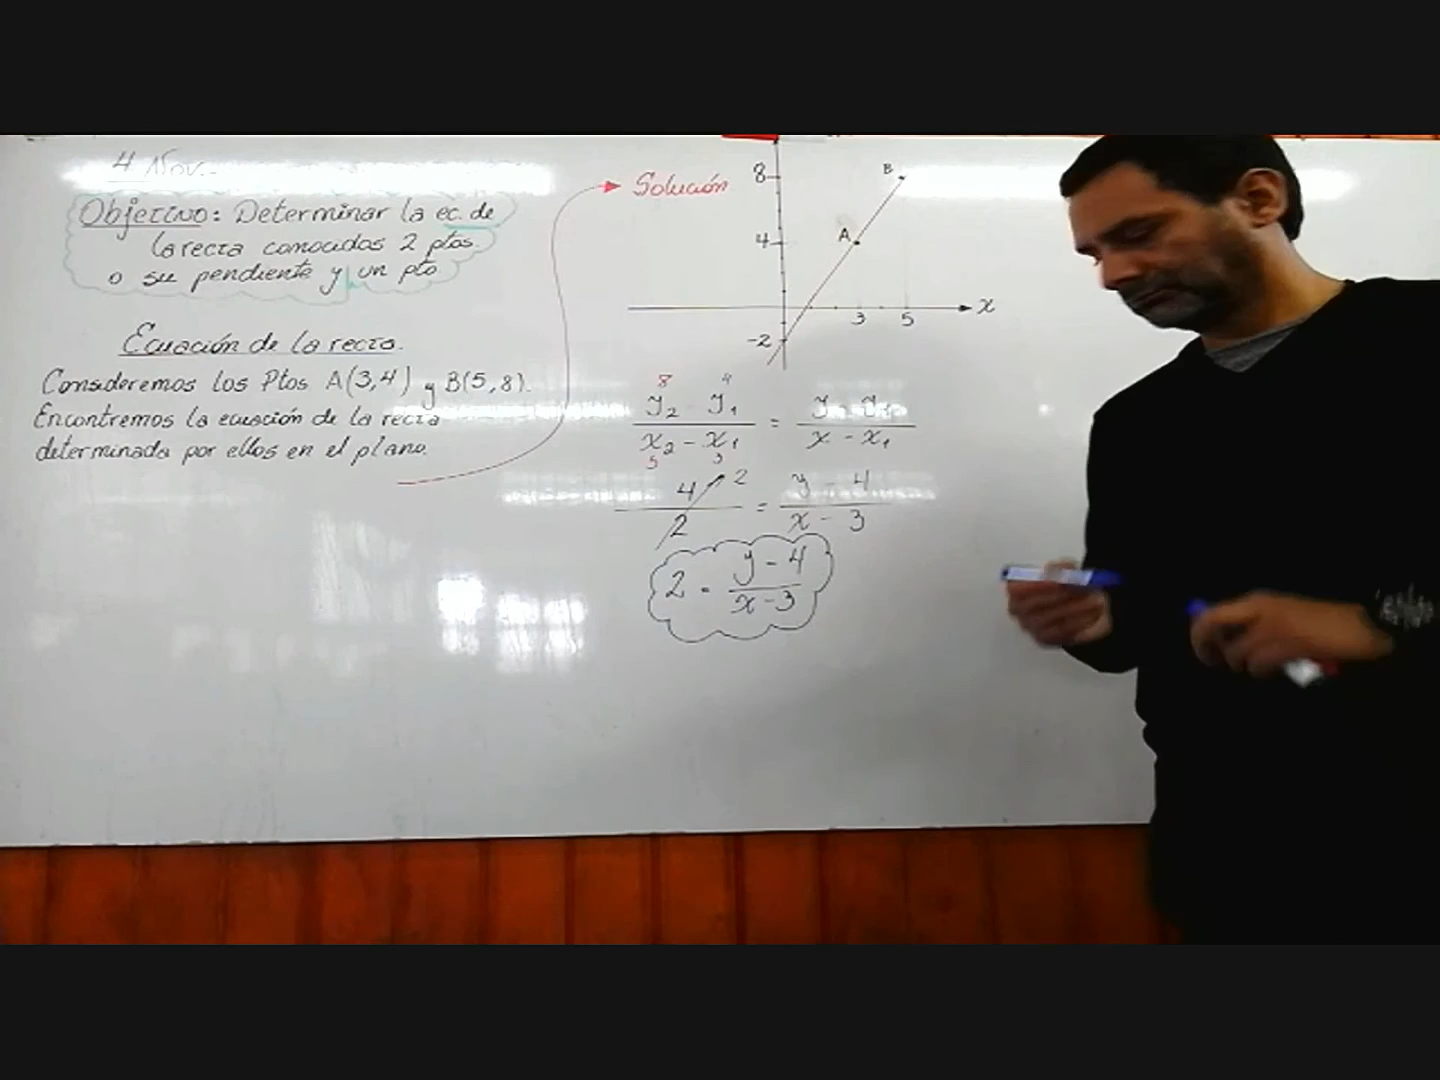 4 Nov.
Objetivo: Determinar la ec. de
la recta conocidos 2 ptos.
o su pendiente y un pto
Ecuación de la recta.
Consideremos los Ptos A(3,4) y B(5,8).
Encontremos la ecuación de la recta
determinada por ellos en el plano.
Solución
8
B
4
A
x
3 5
-2
8 4
y₂ - y₁ / x₂ - x₁ = y - y₁ / x - x₁
5 3
4 / 2 2 = y - 4 / x - 3
2 = y - 4 / x - 3